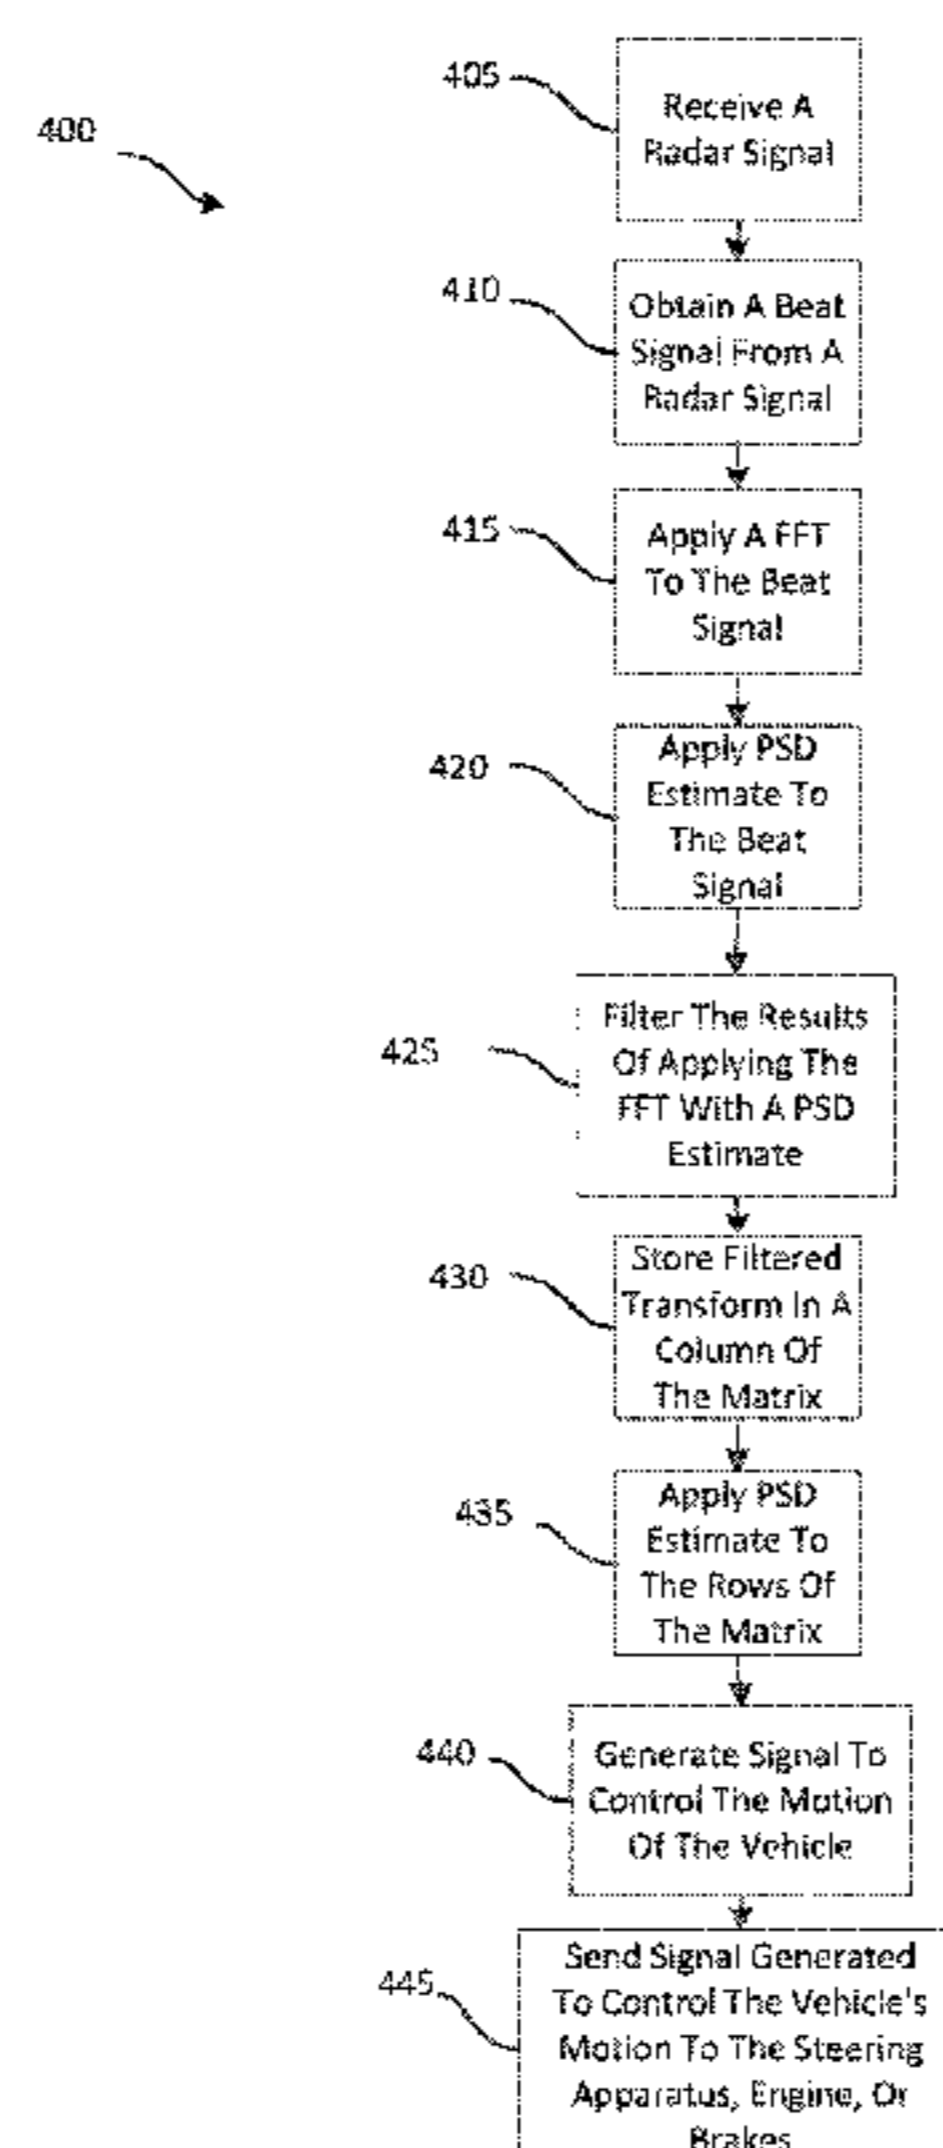 400
405
Receive A
Radar Signal
410
Obtain A Beat
Signal From A
Radar Signal
415
Apply A FFT
To The Beat
Signal
420
Apply PSD
Estimate To
The Beat
Signal
425
Filter The Results
Of Applying The
FFT With A PSD
Estimate
430
Store Filtered
Transform In A
Column Of
The Matrix
435
Apply PSD
Estimate To
The Rows Of
The Matrix
440
Generate Signal To
Control The Motion
Of The Vehicle
445
Send Signal Generated
To Control The Vehicle's
Motion To The Steering
Apparatus, Engine, Or
Brakes